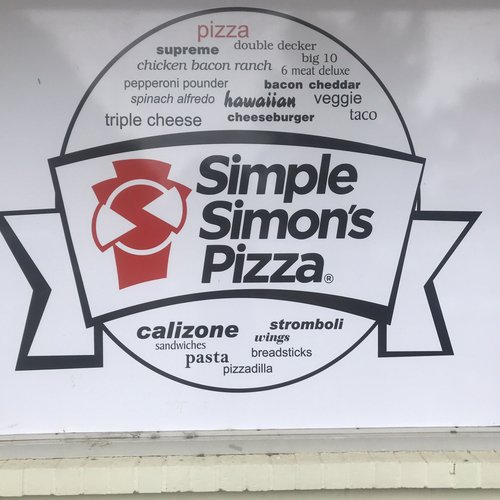 pizza
supreme double decker
chicken bacon ranch big 10
6 meat deluxe
pepperoni pounder bacon cheddar
spinach alfredo hawaiian veggie
triple cheese cheeseburger taco
Simple
Simon's
Pizza®
calizone stromboli
sandwiches wings
pasta breadsticks
pizzadilla